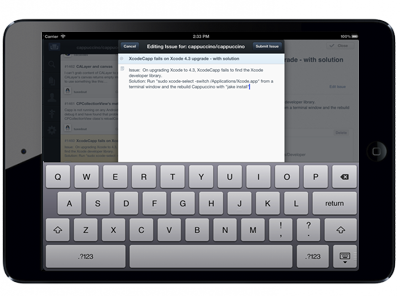 Carrier
2:33 PM
Cancel
Editing Issue for: cappuccino/cappuccino
Submit Issue
XcodeCapp fails on Xcode 4.3 upgrade - with solution
Issue: On upgrading Xcode to 4.3, XcodeCapp fails to find the Xcode
developer library.
Solution: Run "sudo xcode-select -switch /Applications/Xcode.app" from a
terminal window and the rebuild Cappuccino with "jake install"
with solution
Q W E R T Y U I O P
A S D F G H J K L return
Z X C V B N M ! , ? .
.?123 .?123